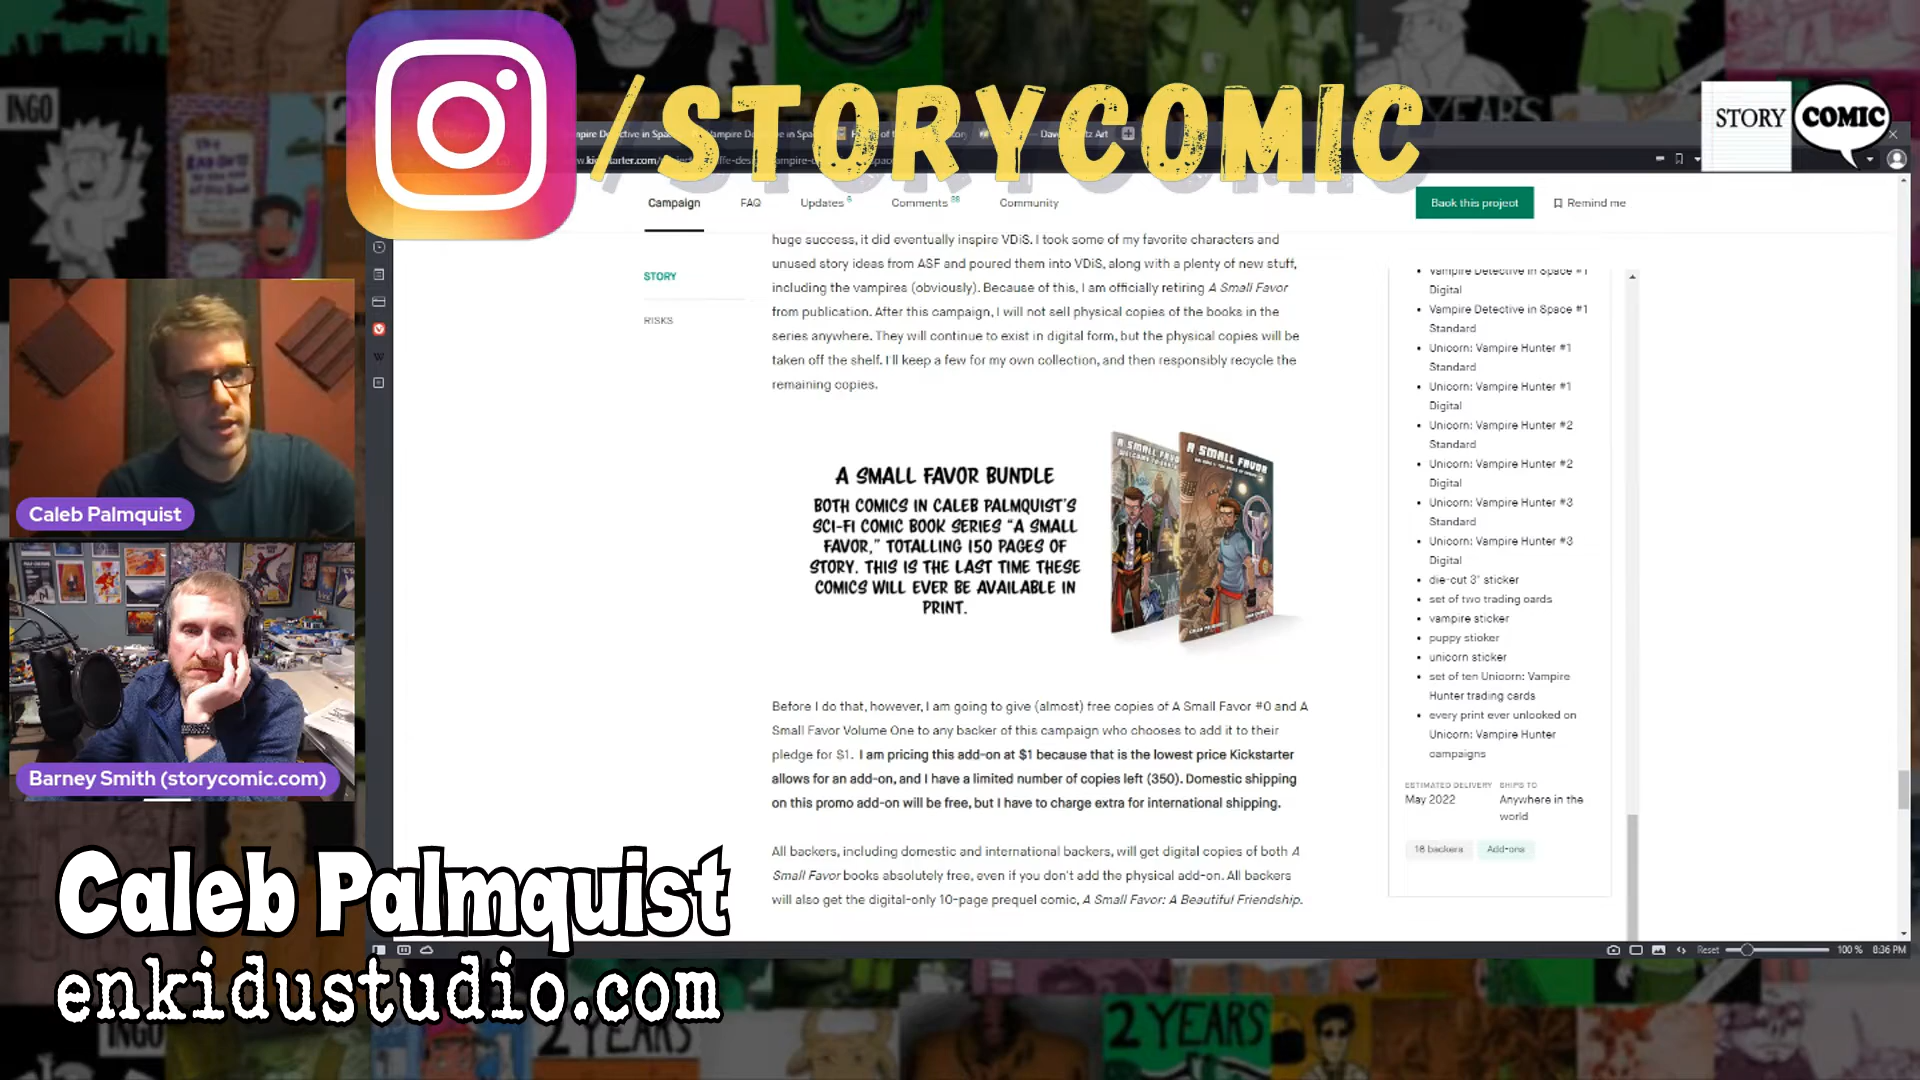 /STORYCOMIC
STORY COMIC
INGO
Campaign FAQ Updates 6 Comments Community
Back this project Remind me
STORY
RISKS
huge success, it did eventually inspire VDiS. I took some of my favorite characters and
unused story ideas from ASF and poured them into VDiS, along with a plenty of new stuff,
including the vampires (obviously). Because of this, I am officially retiring A Small Favor
from publication. After this campaign, I will not sell physical copies of the books in the
series anywhere. They will continue to exist in digital form, but the physical copies will be
taken off the shelf. I'll keep a few for my own collection, and then responsibly recycle the
remaining copies.
A SMALL FAVOR BUNDLE
BOTH COMICS IN CALEB PALMQUIST'S
SCI-FI COMIC BOOK SERIES "A SMALL
FAVOR," TOTALLING 150 PAGES OF
STORY. THIS IS THE LAST TIME THESE
COMICS WILL EVER BE AVAILABLE IN
PRINT.
A SMALL FAVOR
Before I do that, however, I am going to give (almost) free copies of A Small Favor #0 and A
Small Favor Volume One to any backer of this campaign who chooses to add it to their
pledge for $1. I am pricing this add-on at $1 because that is the lowest price Kickstarter
allows for an add-on, and I have a limited number of copies left (350). Domestic shipping
on this promo add-on will be free, but I have to charge extra for international shipping.
All backers, including domestic and international backers, will get digital copies of both A
Small Favor books absolutely free, even if you don't add the physical add-on. All backers
will also get the digital-only 10-page prequel comic, A Small Favor: A Beautiful Friendship.
• Vampire Detective in Space #1
Digital
• Vampire Detective in Space #1
Standard
• Unicorn: Vampire Hunter #1
Standard
• Unicorn: Vampire Hunter #1
Digital
• Unicorn: Vampire Hunter #2
Standard
• Unicorn: Vampire Hunter #2
Digital
• Unicorn: Vampire Hunter #3
Standard
• Unicorn: Vampire Hunter #3
Digital
• die-cut 3" sticker
• set of two trading cards
• vampire sticker
• puppy sticker
• unicorn sticker
• set of ten Unicorn: Vampire
Hunter trading cards
• every print ever unlocked on
Unicorn: Vampire Hunter
campaigns
ESTIMATED DELIVERY SHIPS TO
May 2022 Anywhere in the
world
16 backers Add-ons
Reset 100 % 8:36 PM
Caleb Palmquist
Barney Smith (storycomic.com)
Caleb Palmquist
enkidustudio.com
2 YEARS